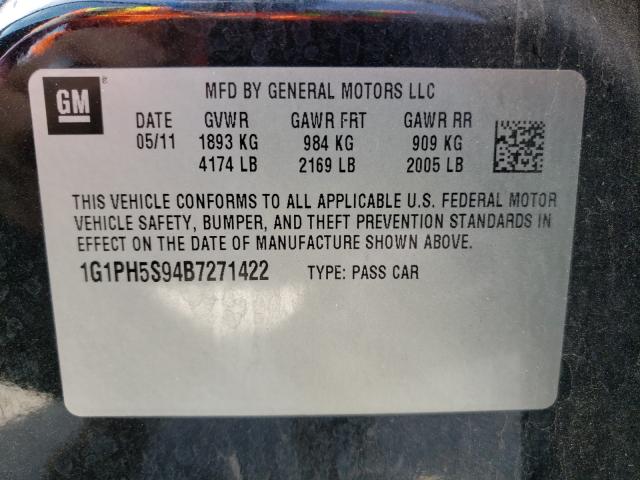 GM
®
MFD BY GENERAL MOTORS LLC
DATE GVWR GAWR FRT GAWR RR
05/11 1893 KG 984 KG 909 KG
4174 LB 2169 LB 2005 LB
THIS VEHICLE CONFORMS TO ALL APPLICABLE U.S. FEDERAL MOTOR
VEHICLE SAFETY, BUMPER, AND THEFT PREVENTION STANDARDS IN
EFFECT ON THE DATE OF MANUFACTURE SHOWN ABOVE.
1G1PH5S94B7271422 TYPE: PASS CAR